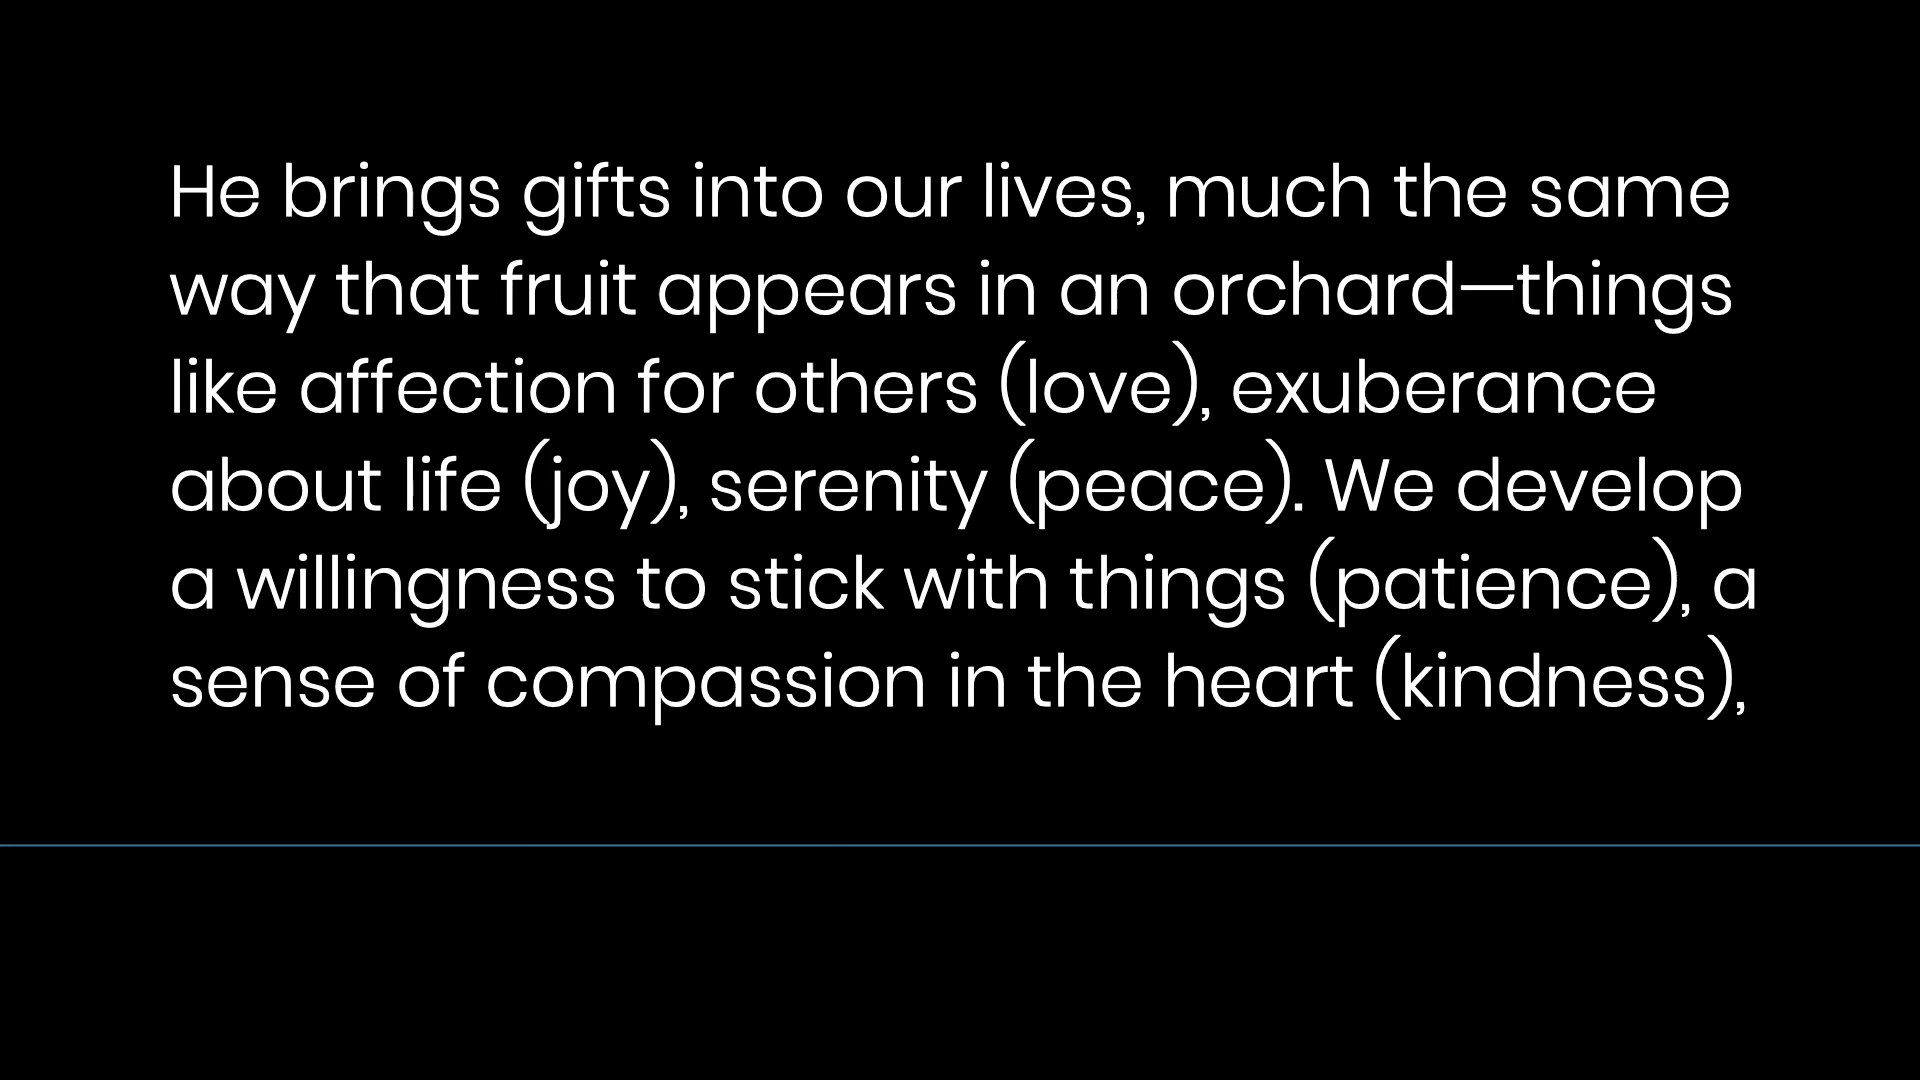 He brings gifts into our lives, much the same
way that fruit appears in an orchard—things
like affection for others (love), exuberance
about life (joy), serenity (peace). We develop
a willingness to stick with things (patience), a
sense of compassion in the heart (kindness),